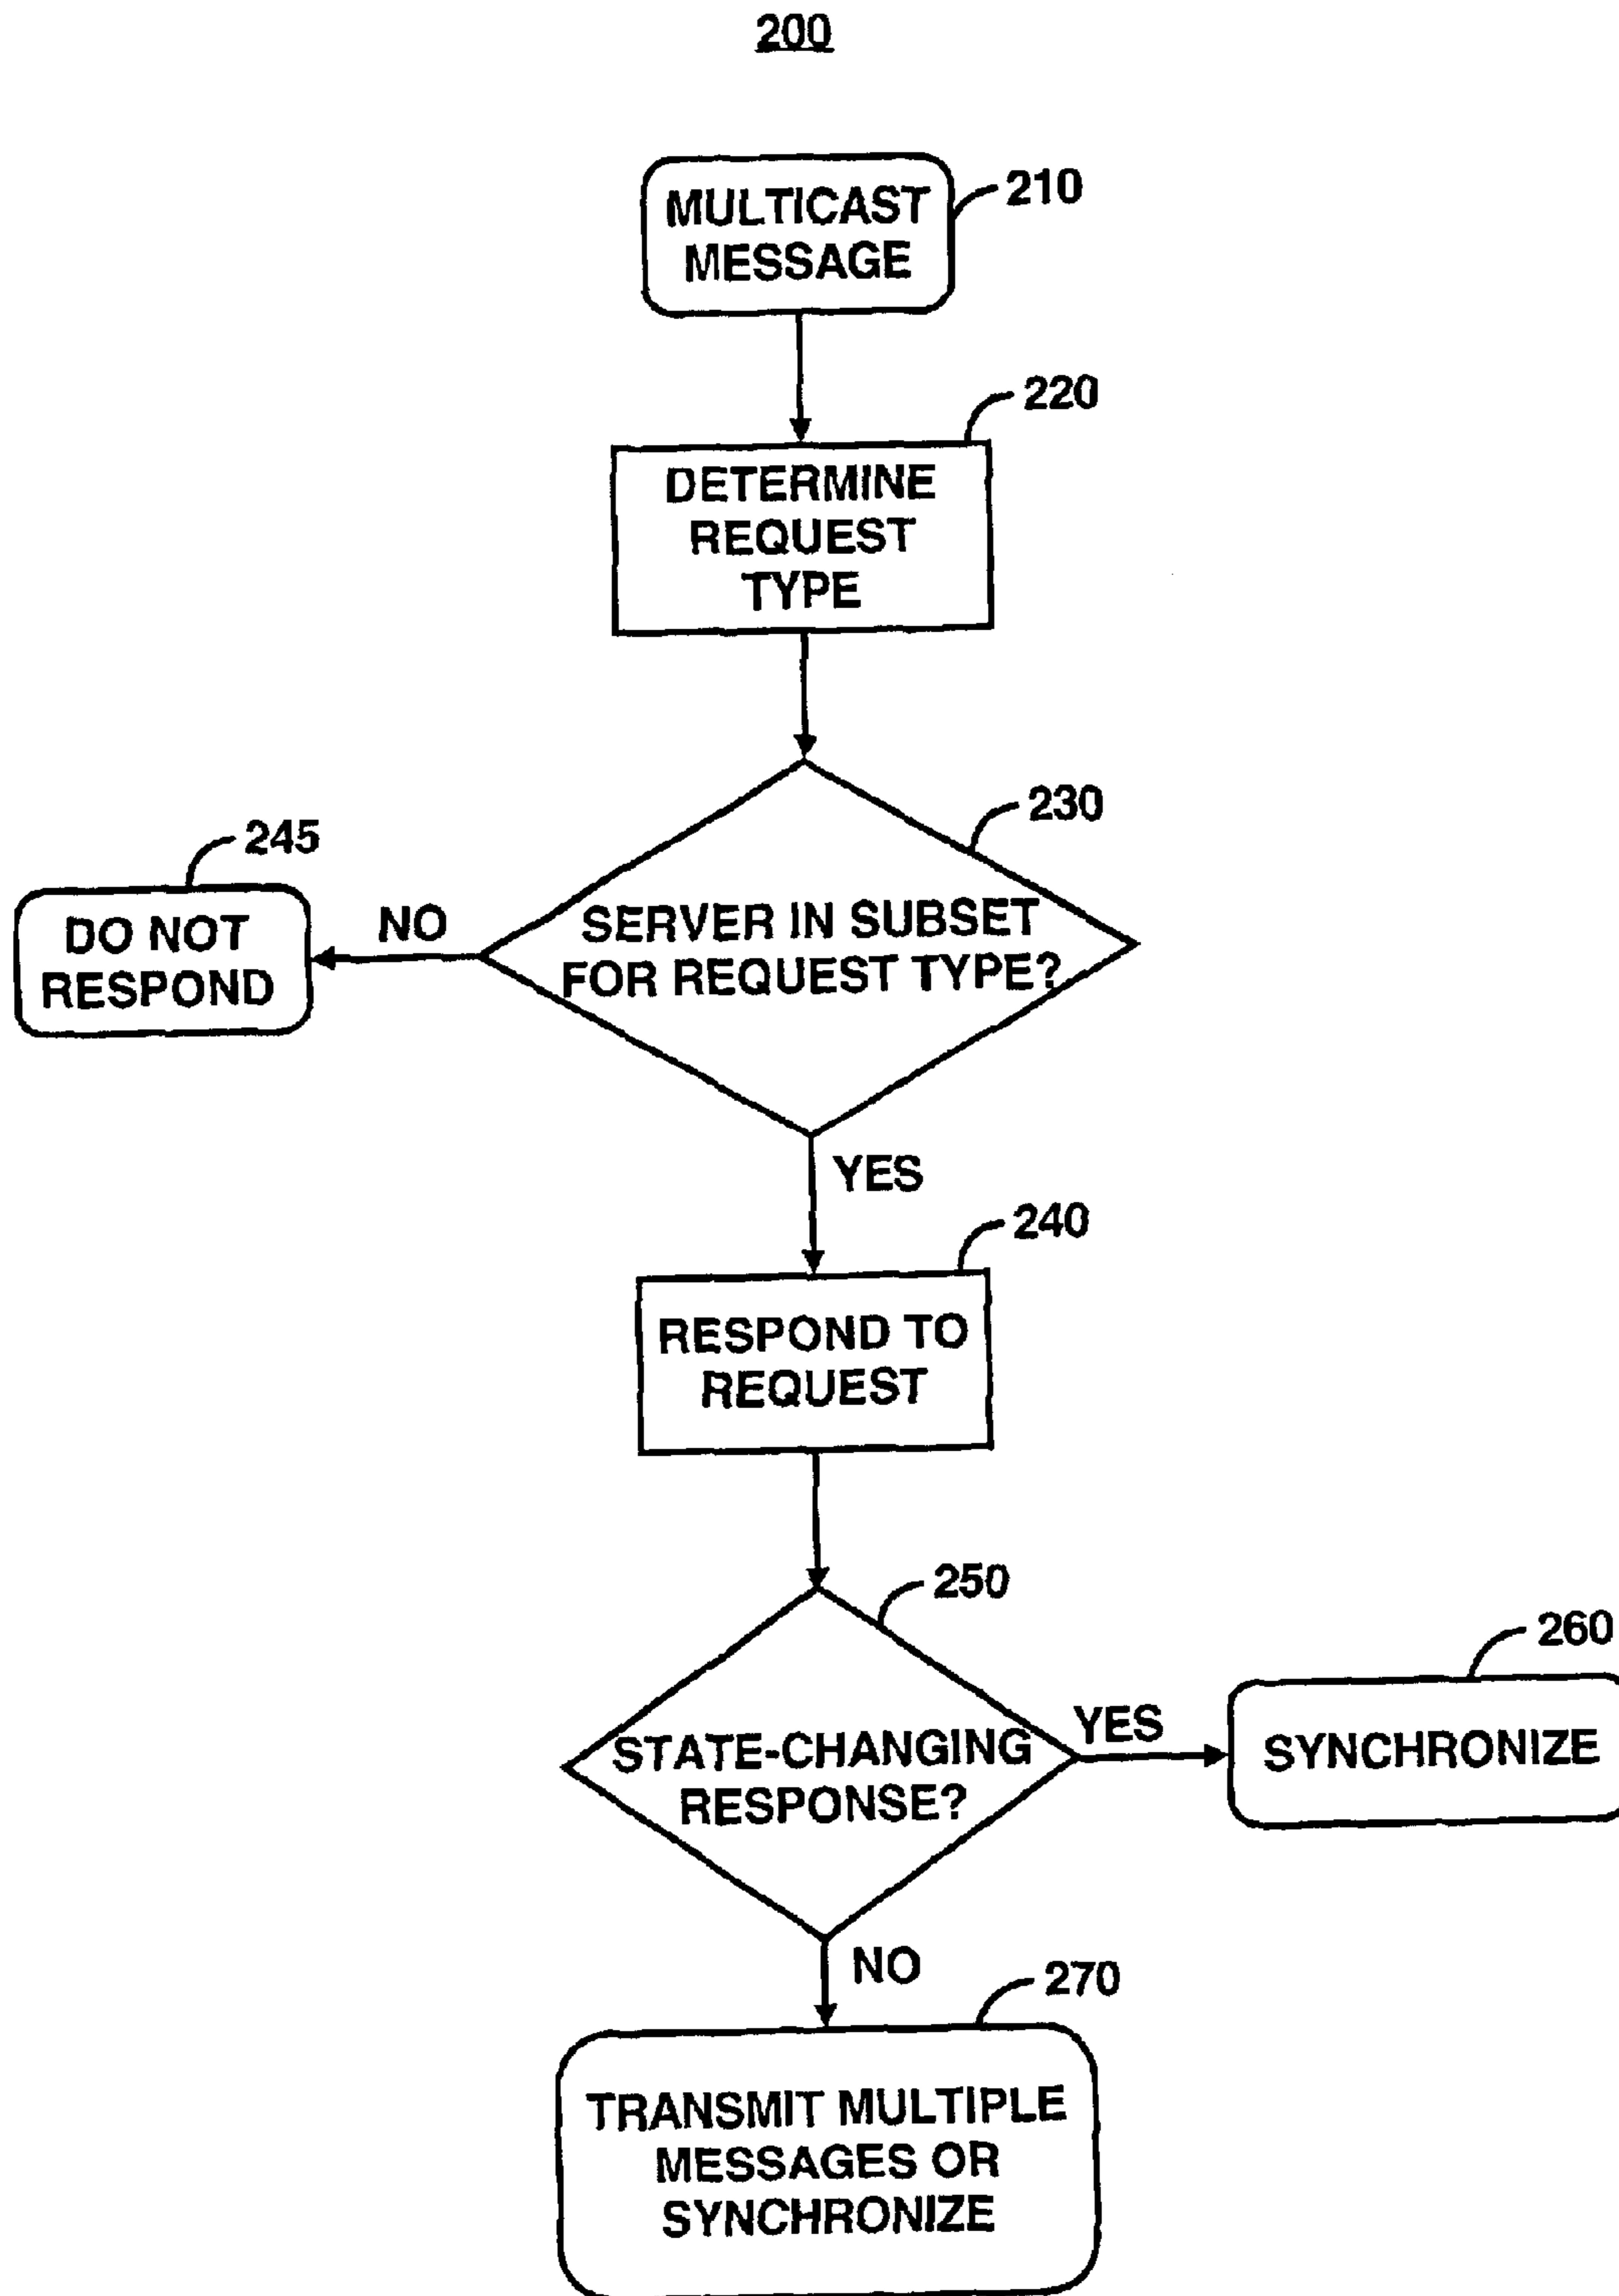 200
MULTICAST
MESSAGE
210
220
DETERMINE
REQUEST
TYPE
230
245
DO NOT
RESPOND
NO
SERVER IN SUBSET
FOR REQUEST TYPE?
YES
240
RESPOND TO
REQUEST
250
STATE-CHANGING
RESPONSE?
YES
260
SYNCHRONIZE
NO
270
TRANSMIT MULTIPLE
MESSAGES OR
SYNCHRONIZE